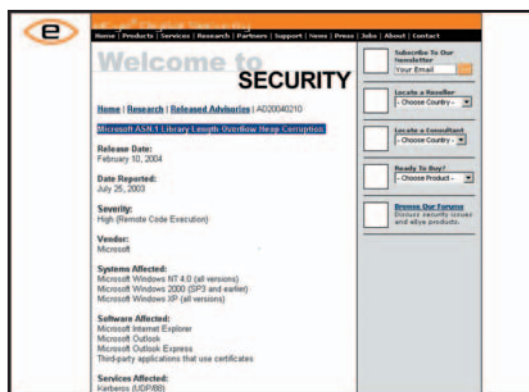 e
eEye® Digital Security
Home | Products | Services | Research | Partners | Support | News | Press | Jobs | About | Contact
Welcome to
SECURITY
Home | Research | Released Advisories | AD20040210
Microsoft ASN.1 Library Length Overflow Heap Corruption
Release Date:
February 10, 2004
Date Reported:
July 25, 2003
Severity:
High (Remote Code Execution)
Vendor:
Microsoft
Systems Affected:
Microsoft Windows NT 4.0 (all versions)
Microsoft Windows 2000 (SP3 and earlier)
Microsoft Windows XP (all versions)
Software Affected:
Microsoft Internet Explorer
Microsoft Outlook
Microsoft Outlook Express
Third-party applications that use certificates
Services Affected:
Kerberos (UDP/88)
Subscribe To Our
Newsletter
Your Email
Locate a Reseller
- Choose Country -
Locate a Consultant
- Choose Country -
Ready To Buy?
- Choose Product -
Browse Our Forums
Discuss security issues
and eEye products.